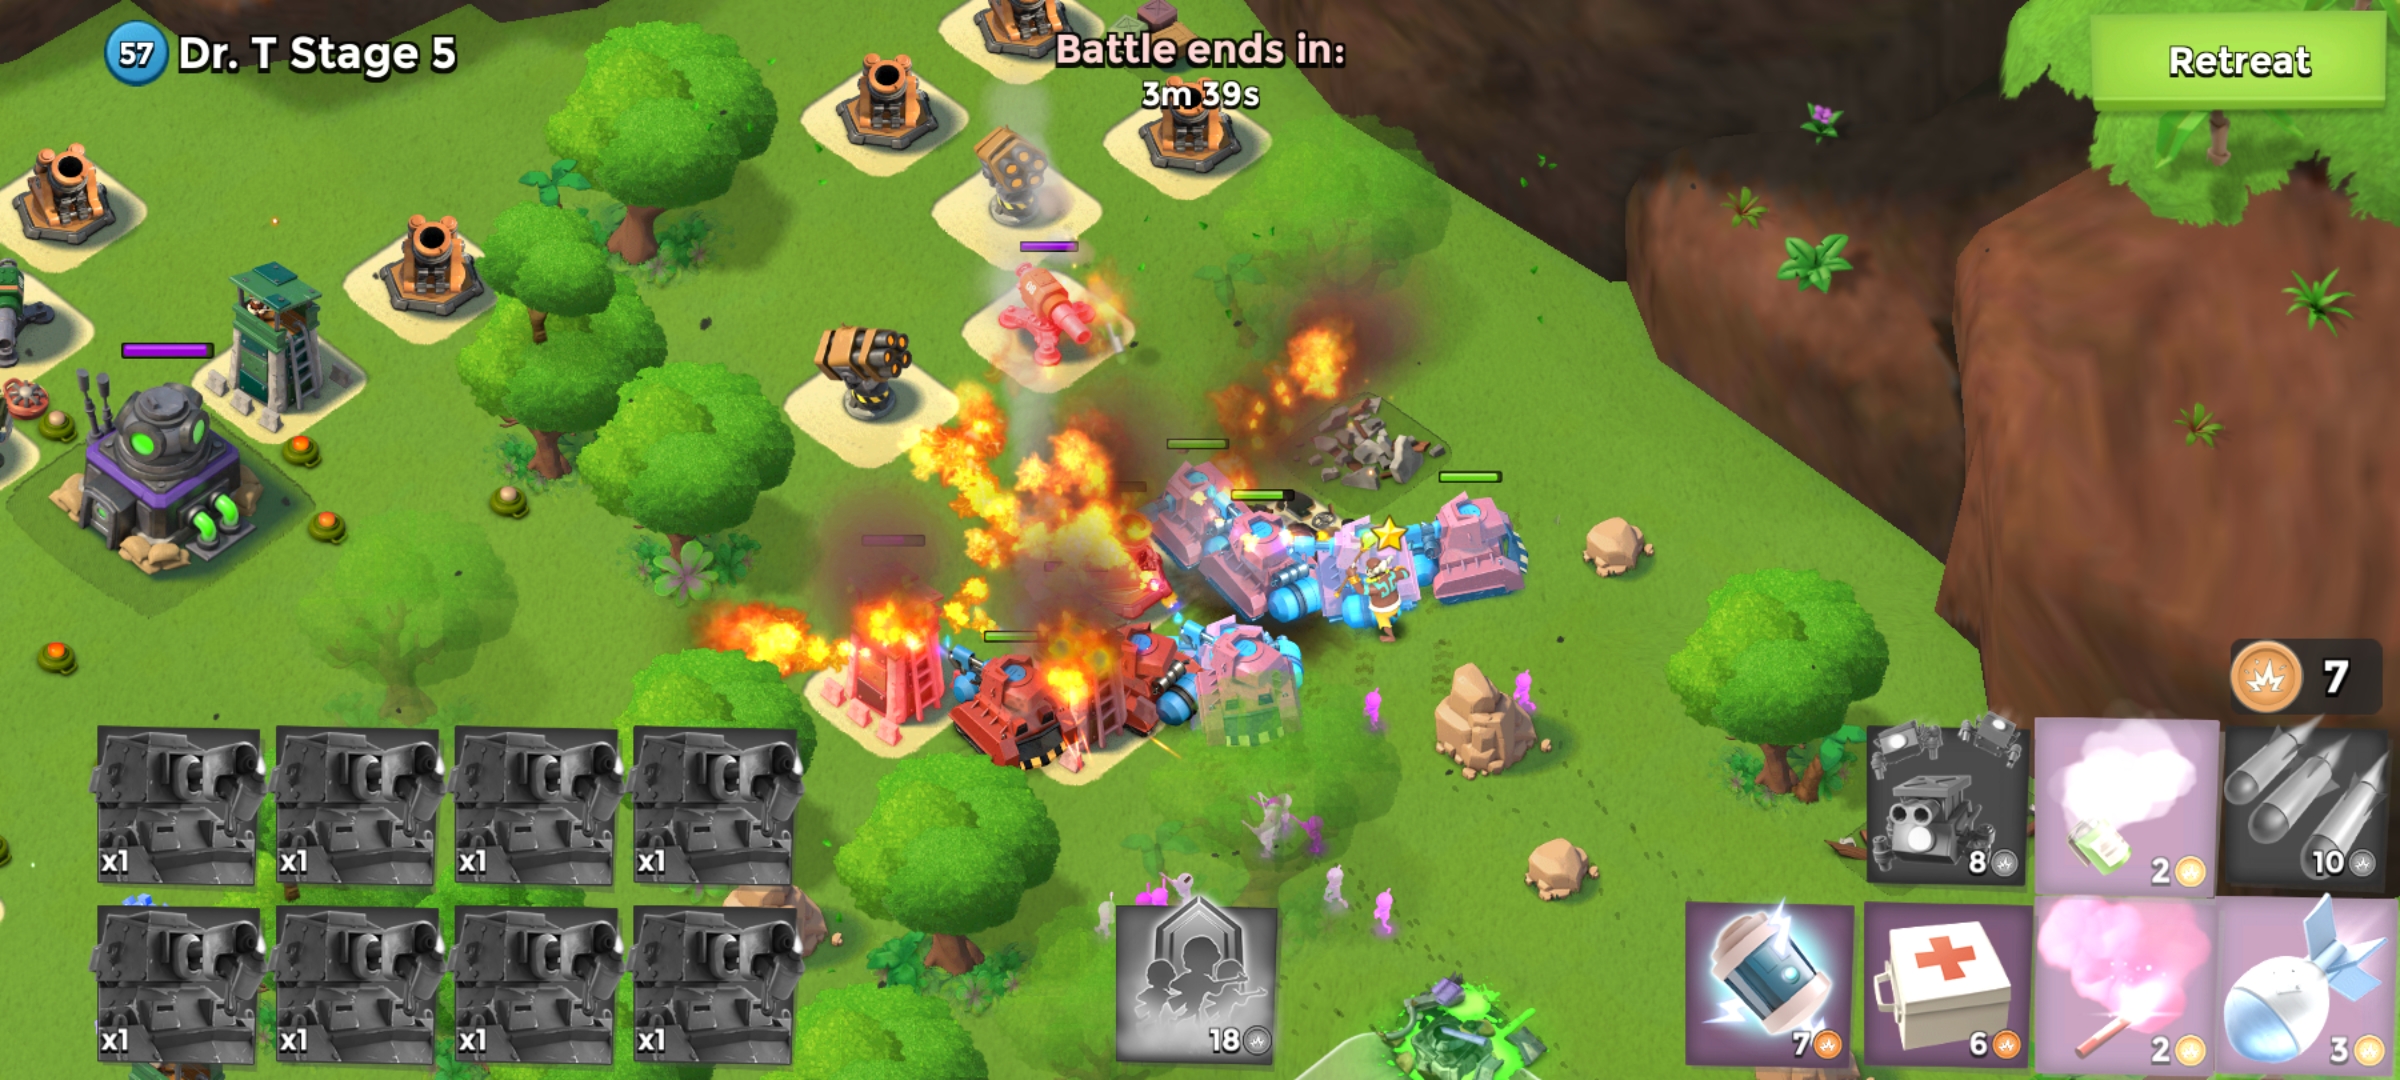 57 Dr. T Stage 5
Battle ends in:
3m 39s
Retreat
7
x1 x1 x1 x1
8 2 10
x1 x1 x1 x1
18
7 6 2 3